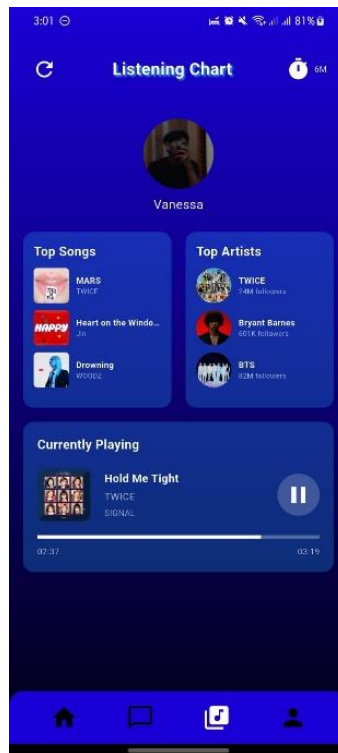 3:01
81%
Listening Chart
6M
Vanessa
Top Songs
MARS
TWICE
Heart on the Windo...
Jin
Drowning
WOODZ
Top Artists
TWICE
24M followers
Bryant Barnes
601K followers
BTS
82M followers
Currently Playing
Hold Me Tight
TWICE
SIGNAL
02:37
03:19
HAPPY